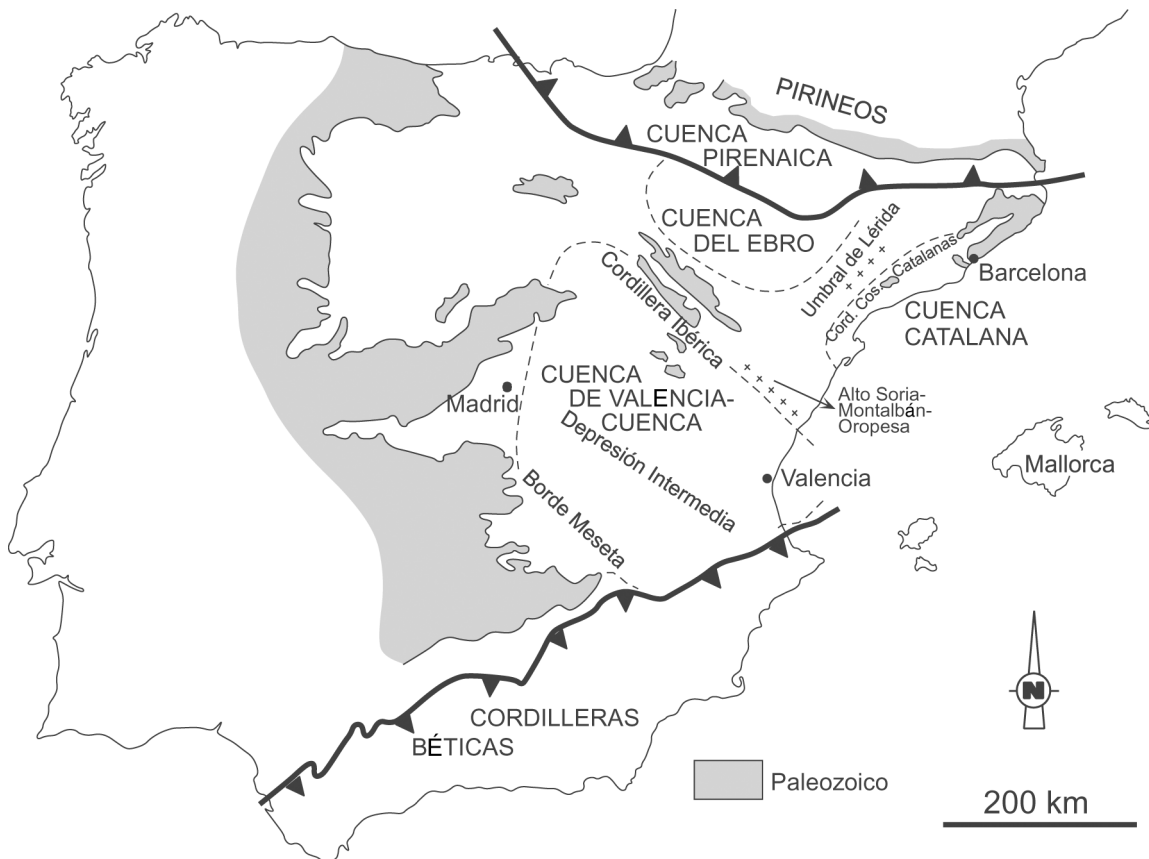 PIRINEOS
CUENCA
PIRENAICA
CUENCA
DEL EBRO
Umbral de Lérida
Cord. Cos. Catalanas
Barcelona
CUENCA
CATALANA
Cordillera Ibérica
CUENCA
DE VALENCIA-
CUENCA
Madrid
Alto Soria-
Montalbán-
Oropesa
Depresión Intermedia
Valencia
Mallorca
Borde Meseta
CORDILLERAS
BÉTICAS
N
Paleozoico
200 km